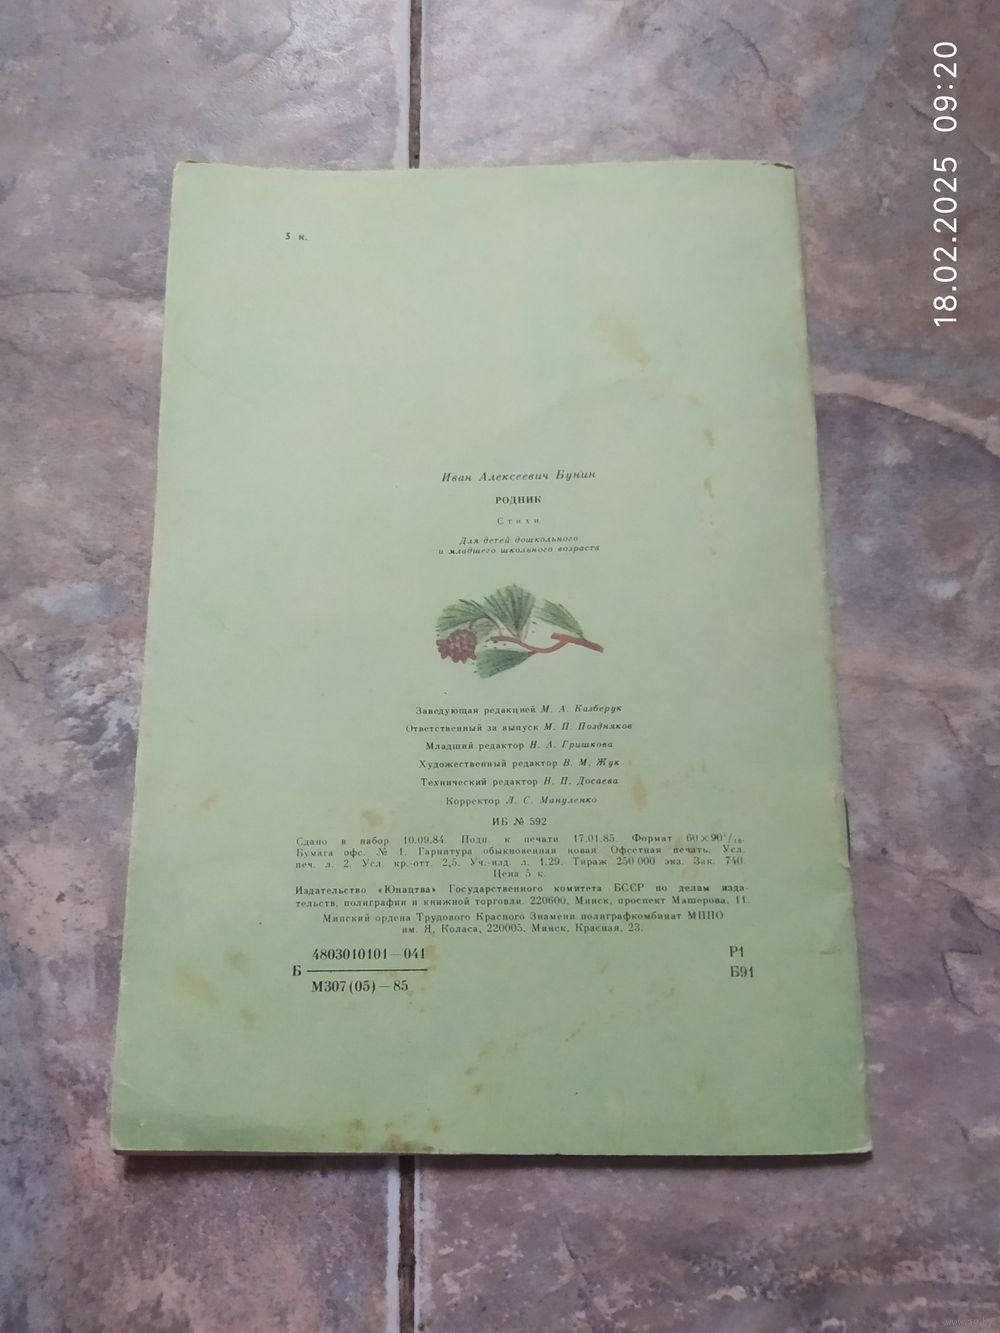 18.02.2025 09:20
5 к.
Иван Алексеевич Бунин
РОДНИК
Стихи
Для детей дошкольного
и младшего школьного возраста
Заведующая редакцией М. А. Казберук
Ответственный за выпуск М. П. Поздняков
Младший редактор Н. А. Гришкова
Художественный редактор В. М. Жук
Технический редактор Н. П. Досаева
Корректор Л. С. Мануленко
ИБ № 592
Сдано в набор 10.09.84. Подп. к печати 17.01.85. Формат 60×90¹/₁₆.
Бумага офс. № 1. Гарнитура обыкновенная новая. Офсетная печать. Усл.
печ. л. 2. Усл. кр.-отт. 2,5. Уч.-изд. л. 1,29. Тираж 250 000 экз. Зак. 740.
Цена 5 к.
Издательство «Юнацтва» Государственного комитета БССР по делам изда-
тельств, полиграфии и книжной торговли. 220600, Минск, проспект Машерова, 11.
Минский ордена Трудового Красного Знамени полиграфкомбинат МППО
им. Я. Коласа, 220005, Минск, Красная, 23.
Б 4803010101—041
М307(05)—85
Р1
Б91